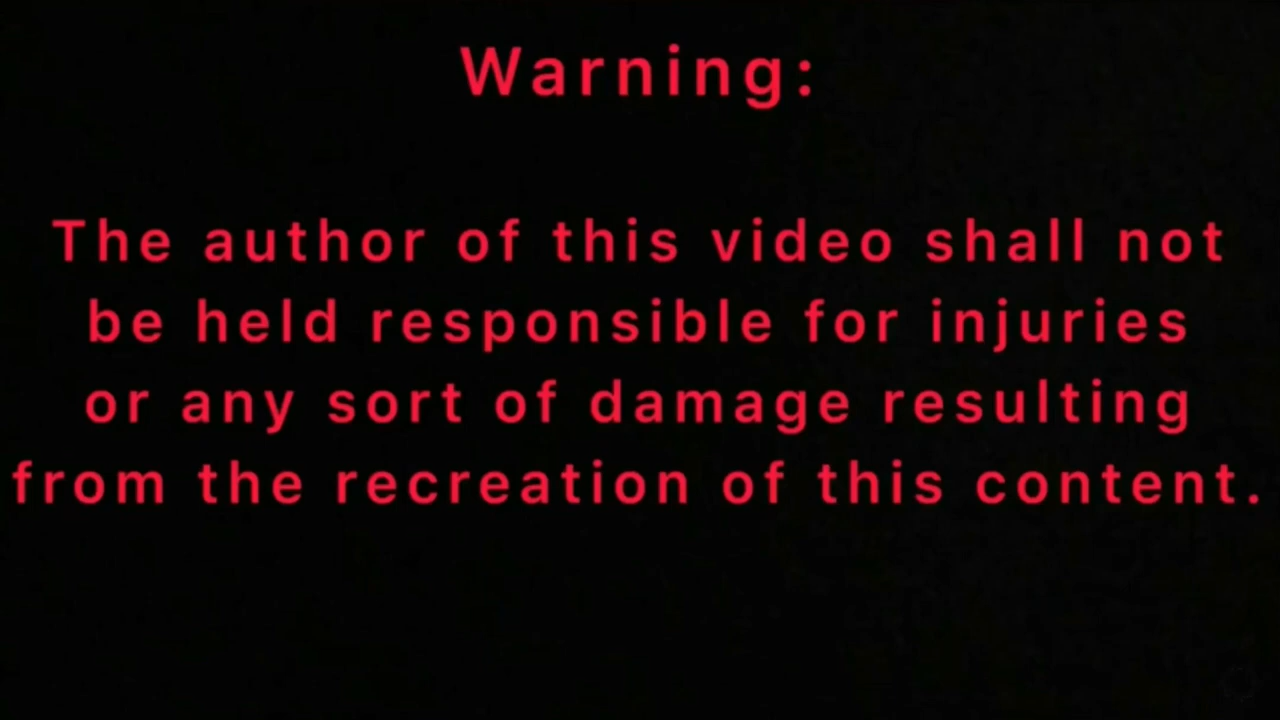 Warning:
The author of this video shall not
be held responsible for injuries
or any sort of damage resulting
from the recreation of this content.